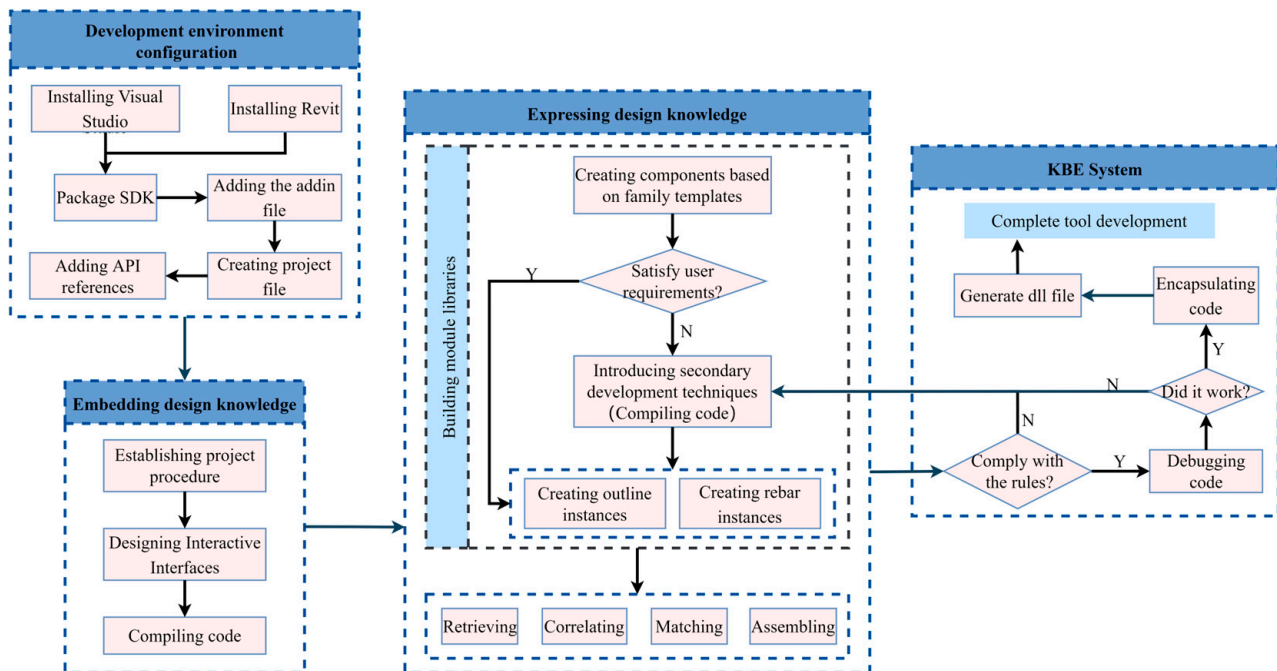 Development environment
configuration
Installing Visual
Studio
Installing Revit
Package SDK
Adding the addin
file
Adding API
references
Creating project
file
Embedding design knowledge
Establishing project
procedure
Designing Interactive
Interfaces
Compiling code
Expressing design knowledge
Building module libraries
Creating components based
on family templates
Y
Satisfy user
requirements?
N
Introducing secondary
development techniques
(Compiling code)
Creating outline
instances
Creating rebar
instances
Retrieving
Correlating
Matching
Assembling
KBE System
Complete tool development
Generate dll file
Encapsulating
code
Y
N
Did it work?
N
Comply with
the rules?
Y
Debugging
code